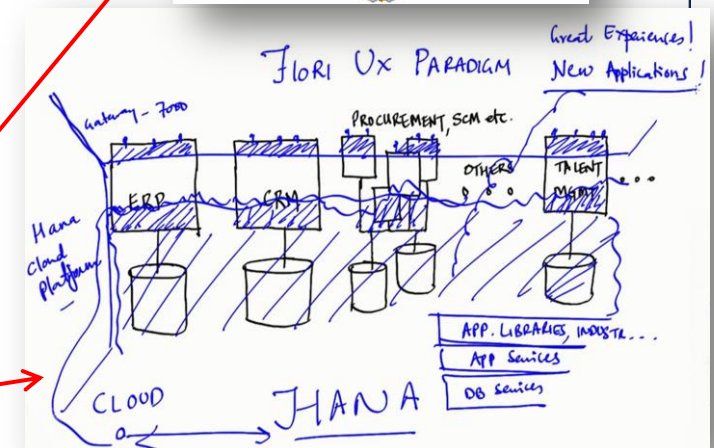 Great Experiences!
New Applications!
FIORI UX PARADIGM
Gateway - 7000
PROCUREMENT, SCM etc.
ERP
CRM
OTHERS
TALENT
MGMT
Hana
Cloud
Platform
APP. LIBRARIES, INDUSTR...
App Services
DB Services
CLOUD
HANA